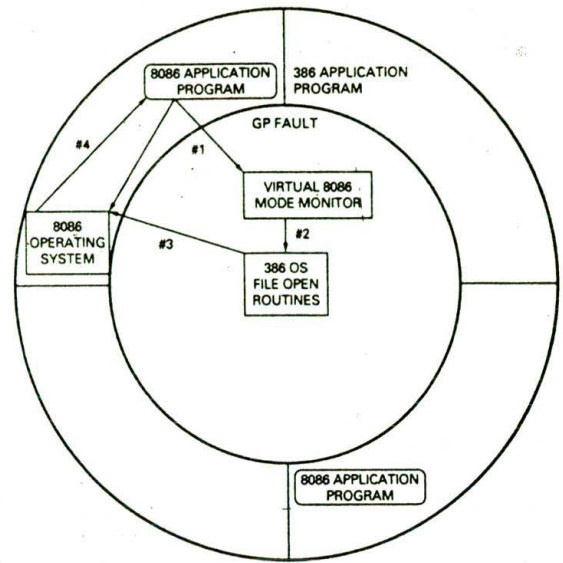 8086 APPLICATION
PROGRAM
386 APPLICATION
PROGRAM
GP FAULT
#4
#1
VIRTUAL 8086
MODE MONITOR
8086
OPERATING
SYSTEM
#3
#2
386 OS
FILE OPEN
ROUTINES
8086 APPLICATION
PROGRAM